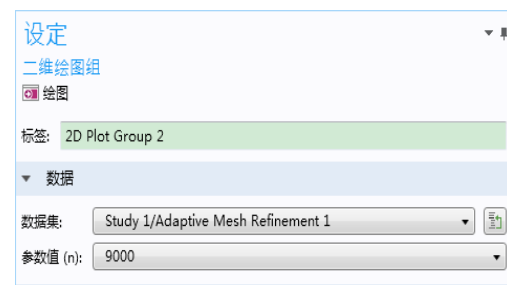 设定
二维绘图组
绘图
标签: 2D Plot Group 2
数据
数据集: Study 1/Adaptive Mesh Refinement 1
参数值 (n): 9000